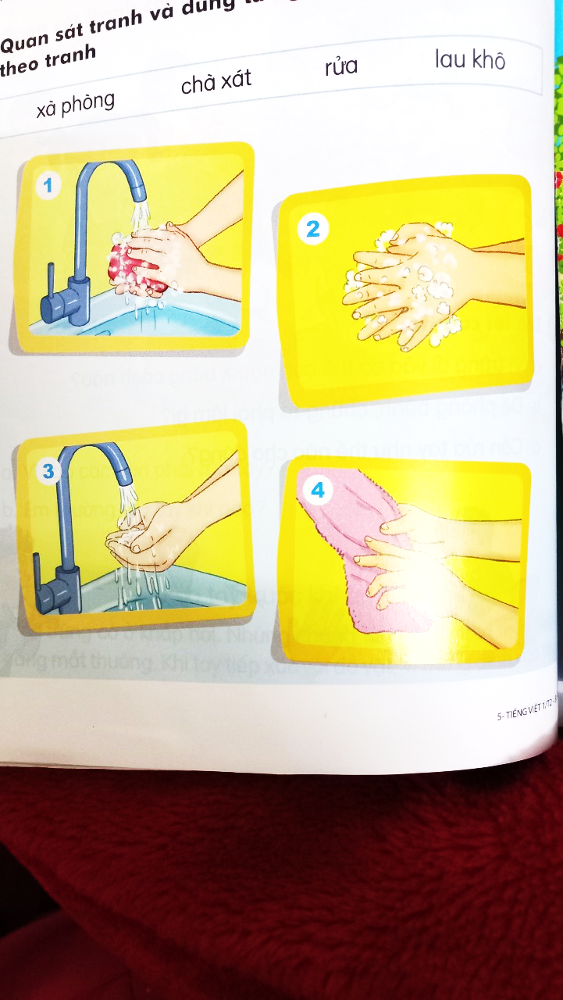 Quan sát tranh và dùng
theo tranh
xà phòng chà xát rửa lau khô
1
2
3
4
5- TIẾNG VIỆT 1/T2 -